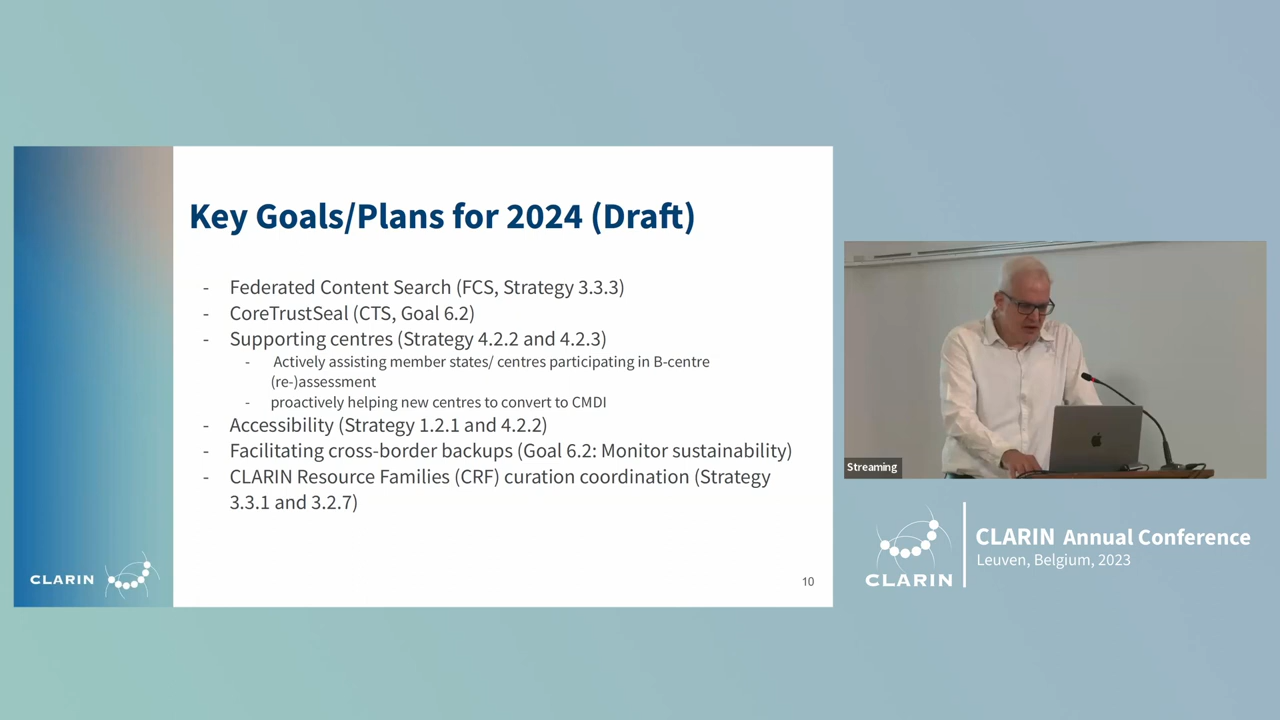 Key Goals/Plans for 2024 (Draft)
- Federated Content Search (FCS, Strategy 3.3.3)
- CoreTrustSeal (CTS, Goal 6.2)
- Supporting centres (Strategy 4.2.2 and 4.2.3)
- Actively assisting member states/ centres participating in B-centre
(re-)assessment
- proactively helping new centres to convert to CMDI
- Accessibility (Strategy 1.2.1 and 4.2.2)
- Facilitating cross-border backups (Goal 6.2: Monitor sustainability)
- CLARIN Resource Families (CRF) curation coordination (Strategy
3.3.1 and 3.2.7)
CLARIN
10
Streaming
CLARIN
CLARIN Annual Conference
Leuven, Belgium, 2023